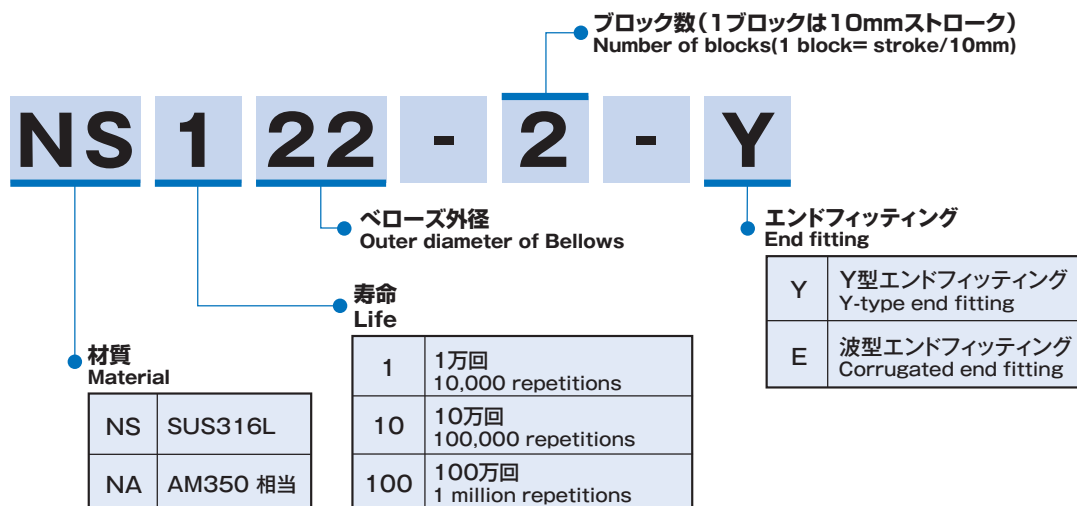 ブロック数（1ブロックは10mmストローク）
Number of blocks(1 block= stroke/10mm)
NS 1 22 - 2 - Y
ベローズ外径
Outer diameter of Bellows
エンドフィッティング
End fitting
Y Y型エンドフィッティング
Y-type end fitting
E 波型エンドフィッティング
Corrugated end fitting
寿命
Life
1 1万回
10,000 repetitions
10 10万回
100,000 repetitions
100 100万回
1 million repetitions
材質
Material
NS SUS316L
NA AM350 相当